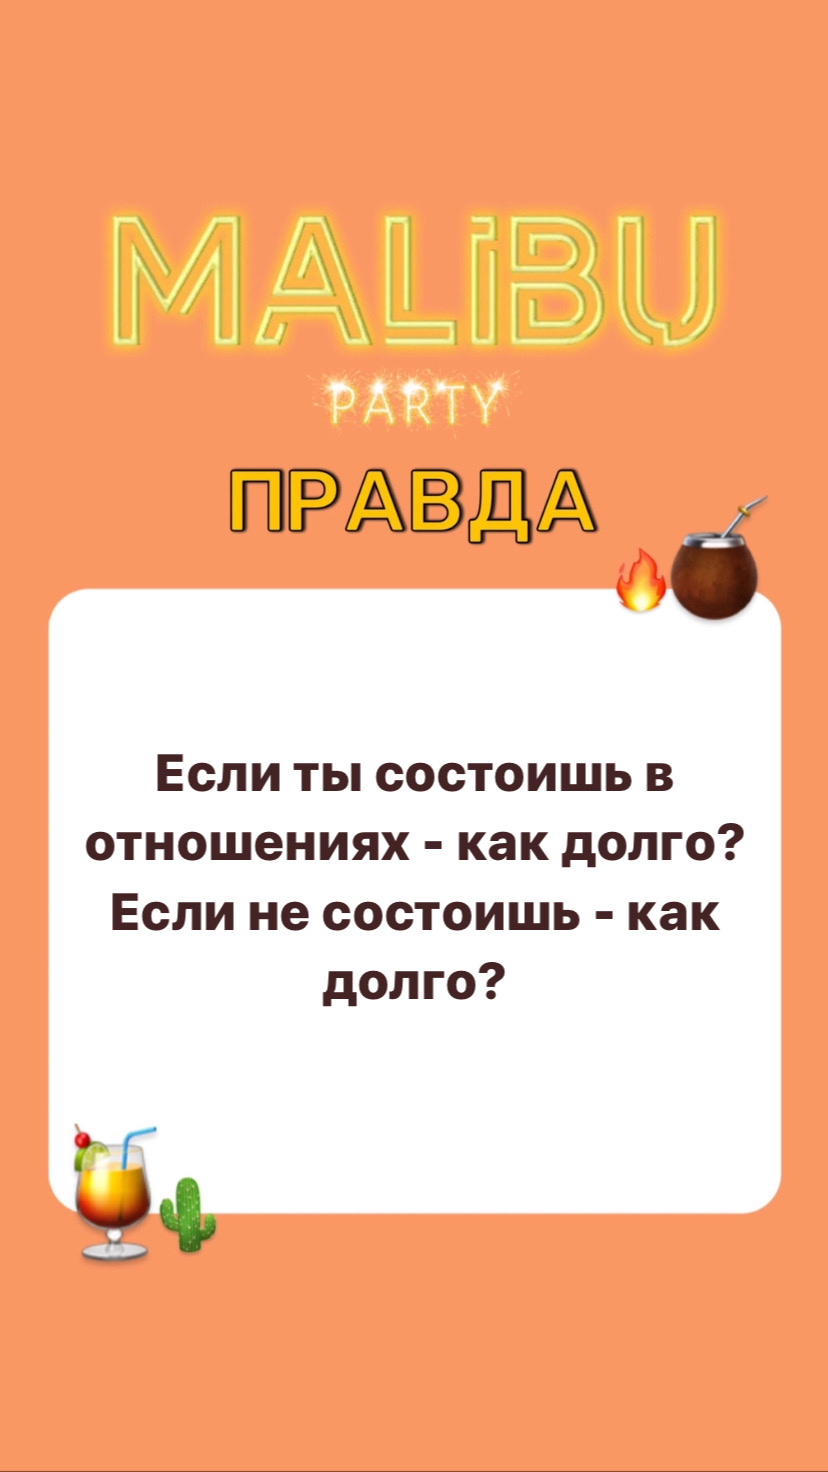 MALIBU
PARTY
ПРАВДА
Если ты состоишь в
отношениях - как долго?
Если не состоишь - как
долго?